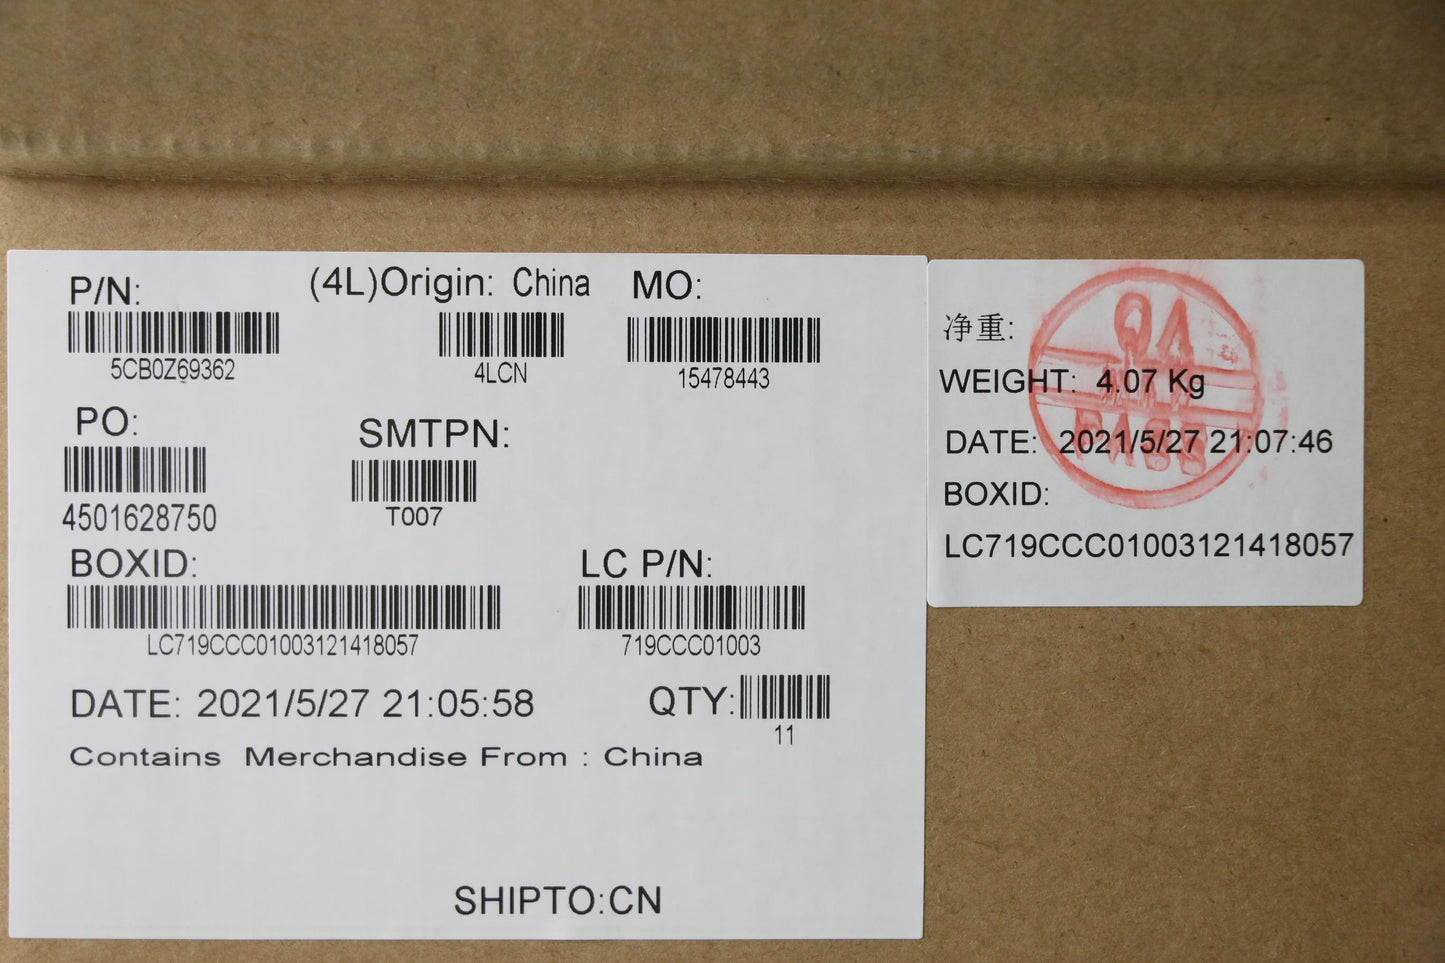 P/N: (4L)Origin: China MO:
5CB0Z69362 4LCN 15478443
PO: SMTPN:
4501628750 T007
BOXID: LC P/N:
LC719CCC01003121418057 719CCC01003
DATE: 2021/5/27 21:05:58 QTY:
11
Contains Merchandise From : China
SHIPTO:CN
净重:
WEIGHT: 4.07 Kg
DATE: 2021/5/27 21:07:46
BOXID:
LC719CCC01003121418057
QA
PASS